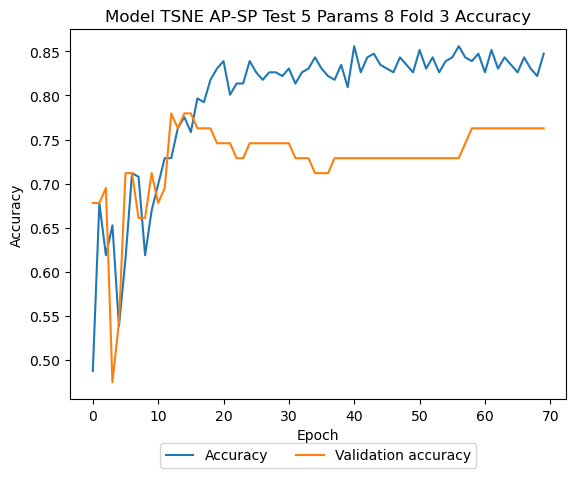 Model TSNE AP-SP Test 5 Params 8 Fold 3 Accuracy
0.85
0.80
0.75
0.70
0.65
0.60
0.55
0.50
Accuracy
0 10 20 30 40 50 60 70
Epoch
Accuracy Validation accuracy